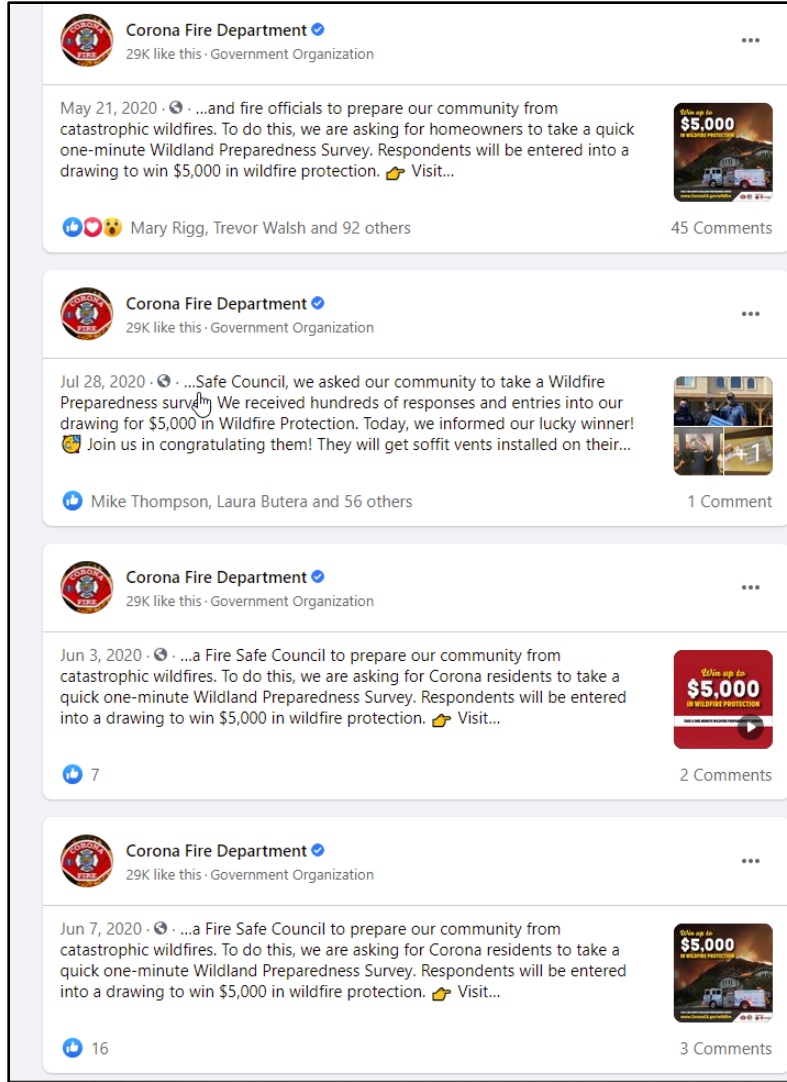 Corona Fire Department
29K like this · Government Organization
May 21, 2020 · ...and fire officials to prepare our community from
catastrophic wildfires. To do this, we are asking for homeowners to take a quick
one-minute Wildland Preparedness Survey. Respondents will be entered into a
drawing to win $5,000 in wildfire protection. 👉 Visit...
Win up to
$5,000
IN WILDFIRE PROTECTION
Mary Rigg, Trevor Walsh and 92 others
45 Comments
CORONA
FIRE
Corona Fire Department
29K like this · Government Organization
Jul 28, 2020 · ...Safe Council, we asked our community to take a Wildfire
Preparedness We received hundreds of responses and entries into our
drawing for $5,000 in Wildfire Protection. Today, we informed our lucky winner!
🥳 Join us in congratulating them! They will get soffit vents installed on their...
+1
Mike Thompson, Laura Butera and 56 others
1 Comment
CORONA
FIRE
Corona Fire Department
29K like this · Government Organization
Jun 3, 2020 · ...a Fire Safe Council to prepare our community from
catastrophic wildfires. To do this, we are asking for Corona residents to take a
quick one-minute Wildland Preparedness Survey. Respondents will be entered
into a drawing to win $5,000 in wildfire protection. 👉 Visit...
Win up to
$5,000
IN WILDFIRE PROTECTION
7
2 Comments
CORONA
FIRE
Corona Fire Department
29K like this · Government Organization
Jun 7, 2020 · ...a Fire Safe Council to prepare our community from
catastrophic wildfires. To do this, we are asking for Corona residents to take a
quick one-minute Wildland Preparedness Survey. Respondents will be entered
into a drawing to win $5,000 in wildfire protection. 👉 Visit...
Win up to
$5,000
IN WILDFIRE PROTECTION
16
3 Comments